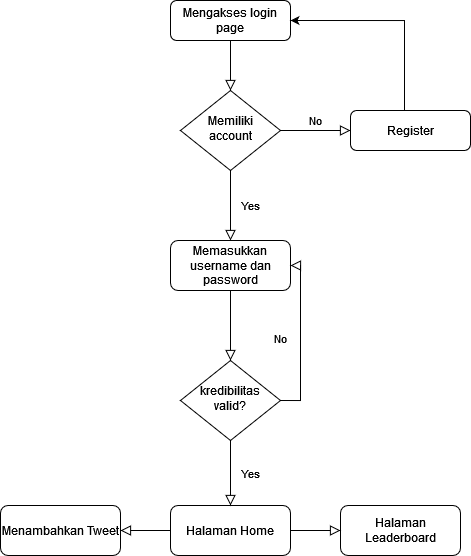 Mengakses login
page
Memiliki
account
No
Register
Yes
Memasukkan
username dan
password
No
kredibilitas
valid?
Yes
Menambahkan Tweet
Halaman Home
Halaman
Leaderboard